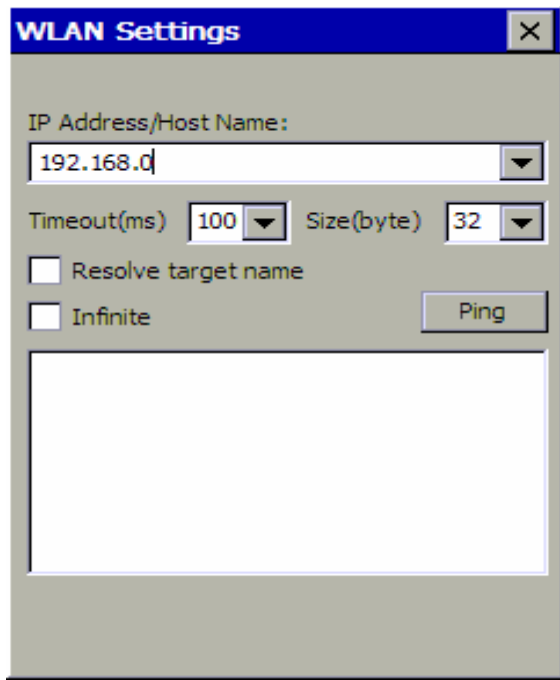 WLAN Settings
IP Address/Host Name:
192.168.0
Timeout(ms) 100 Size(byte) 32
Resolve target name
Infinite Ping